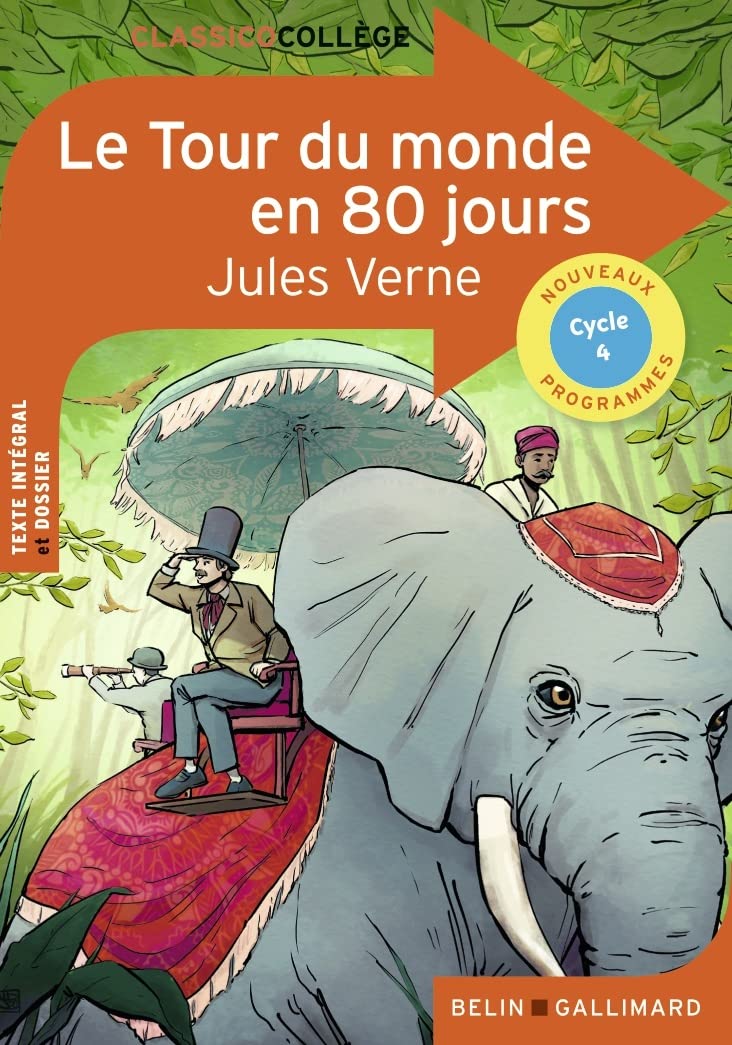 CLASSICOCOLLÈGE
Le Tour du monde
en 80 jours
Jules Verne
NOUVEAUX
Cycle
4
PROGRAMMES
TEXTE INTÉGRAL
et DOSSIER
BELIN ■ GALLIMARD